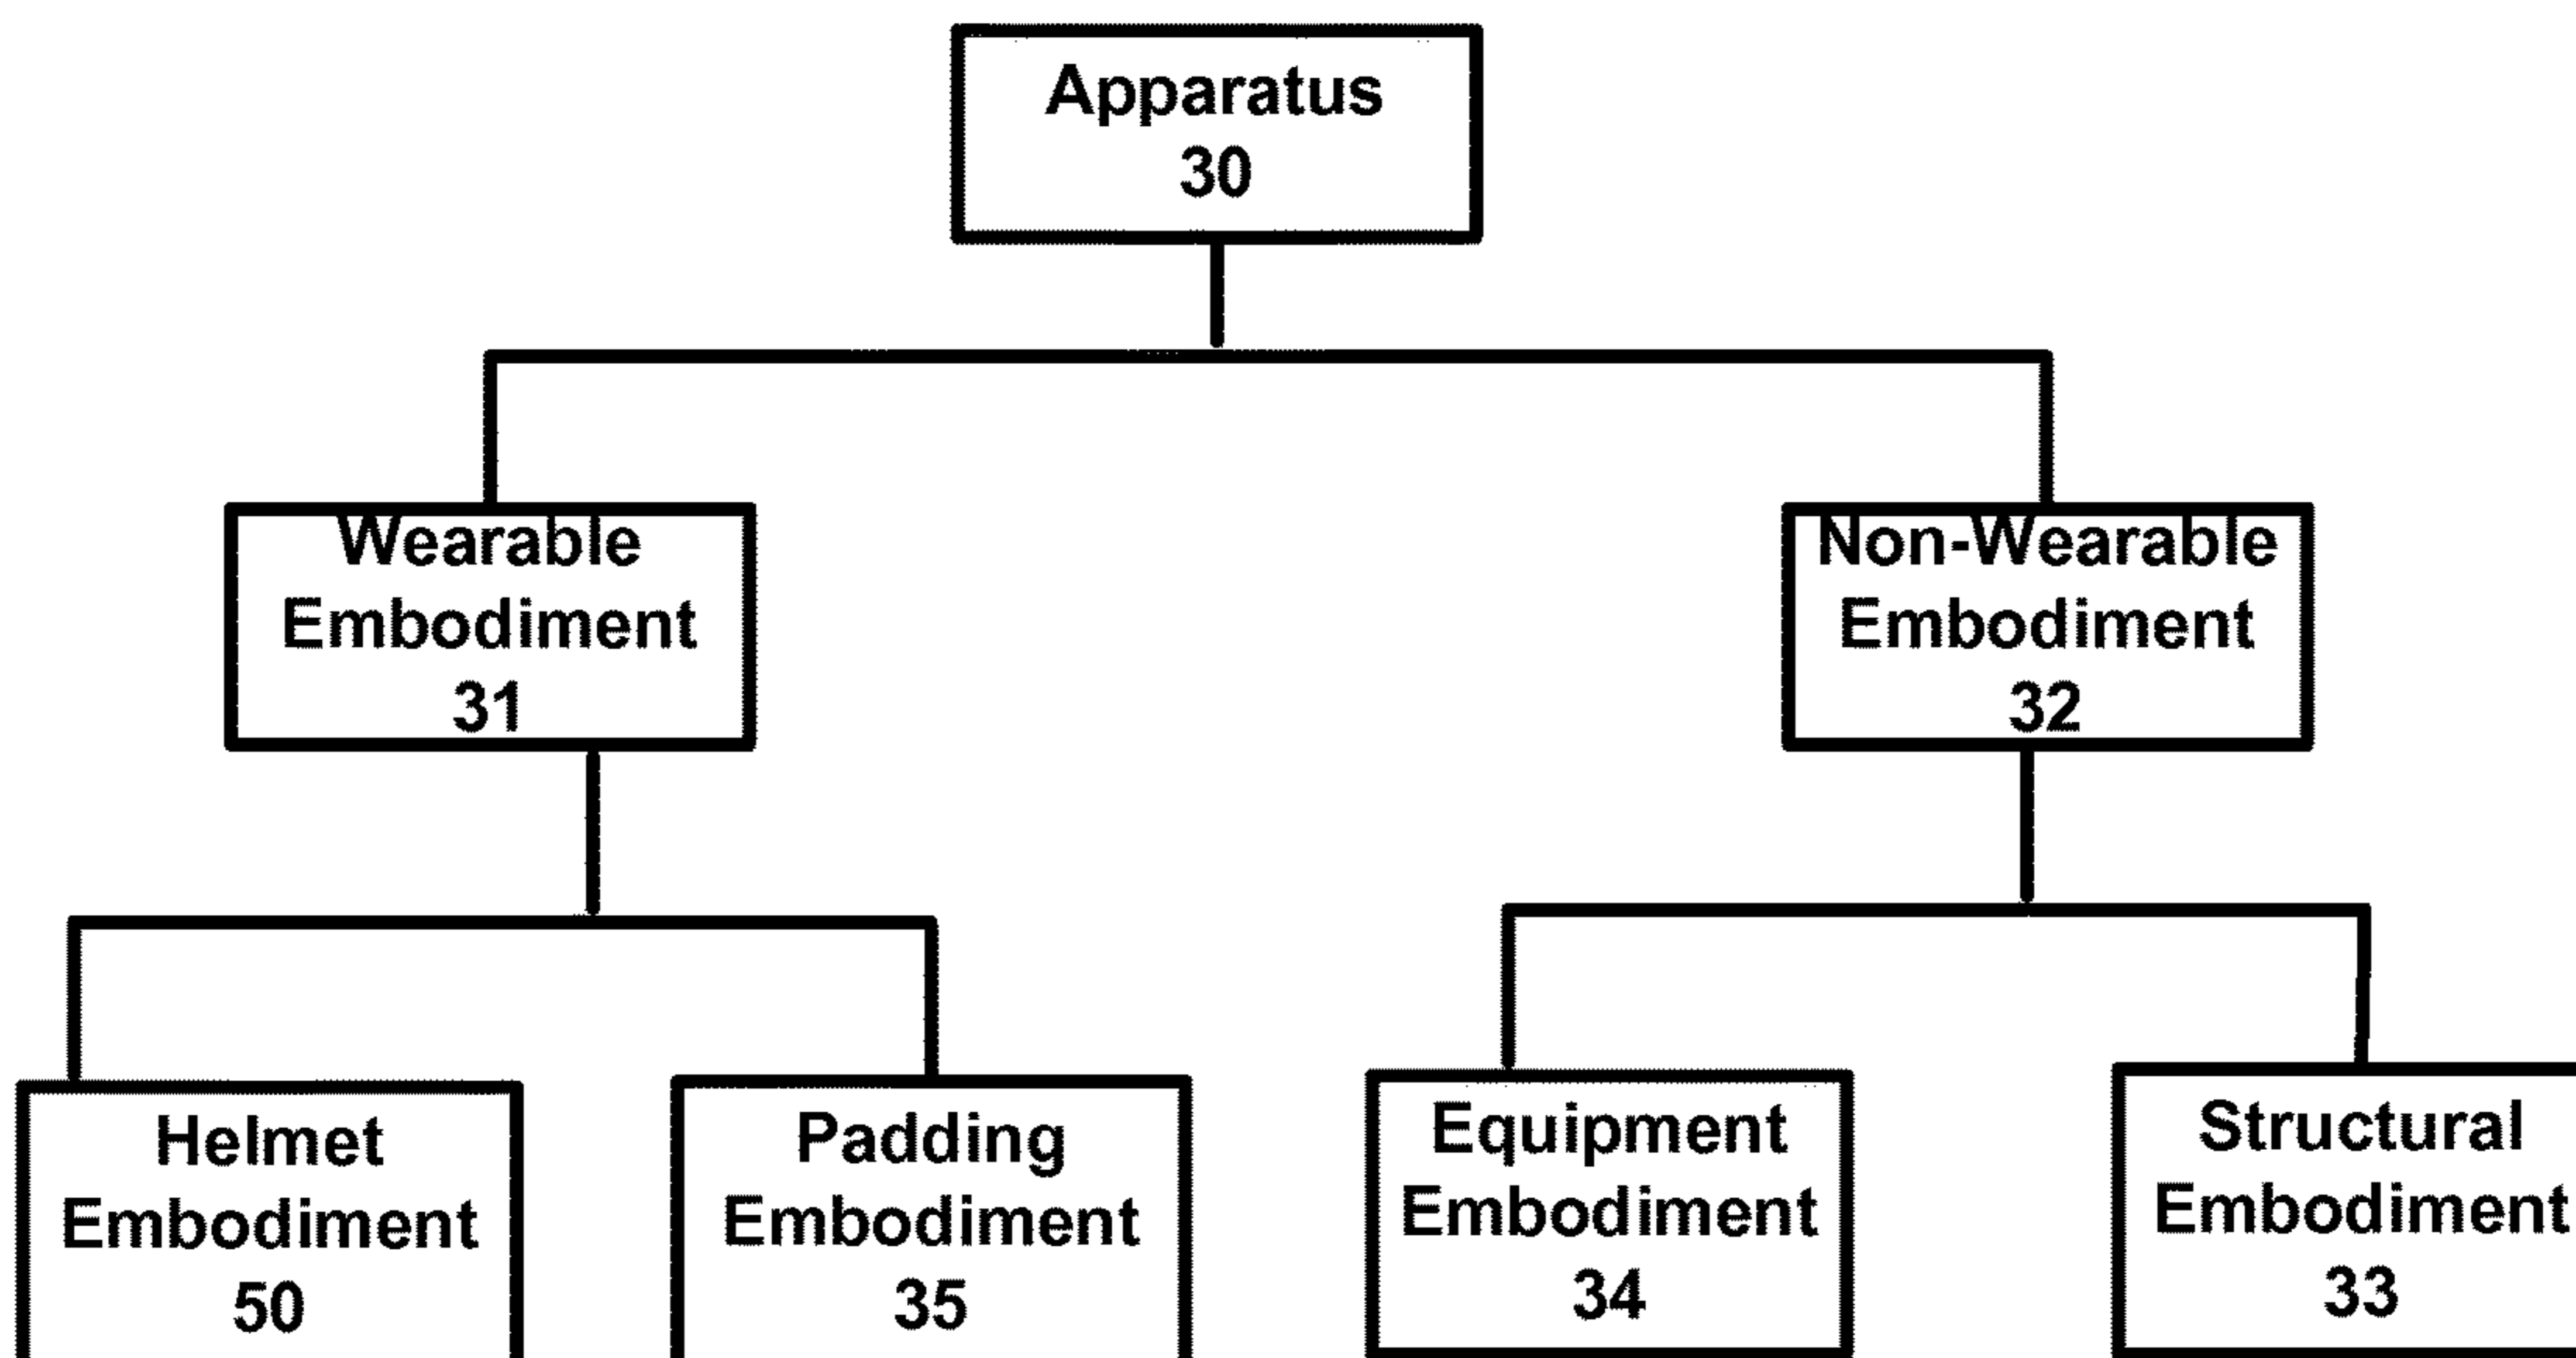 Apparatus
30
Wearable
Embodiment
31
Non-Wearable
Embodiment
32
Helmet
Embodiment
50
Padding
Embodiment
35
Equipment
Embodiment
34
Structural
Embodiment
33